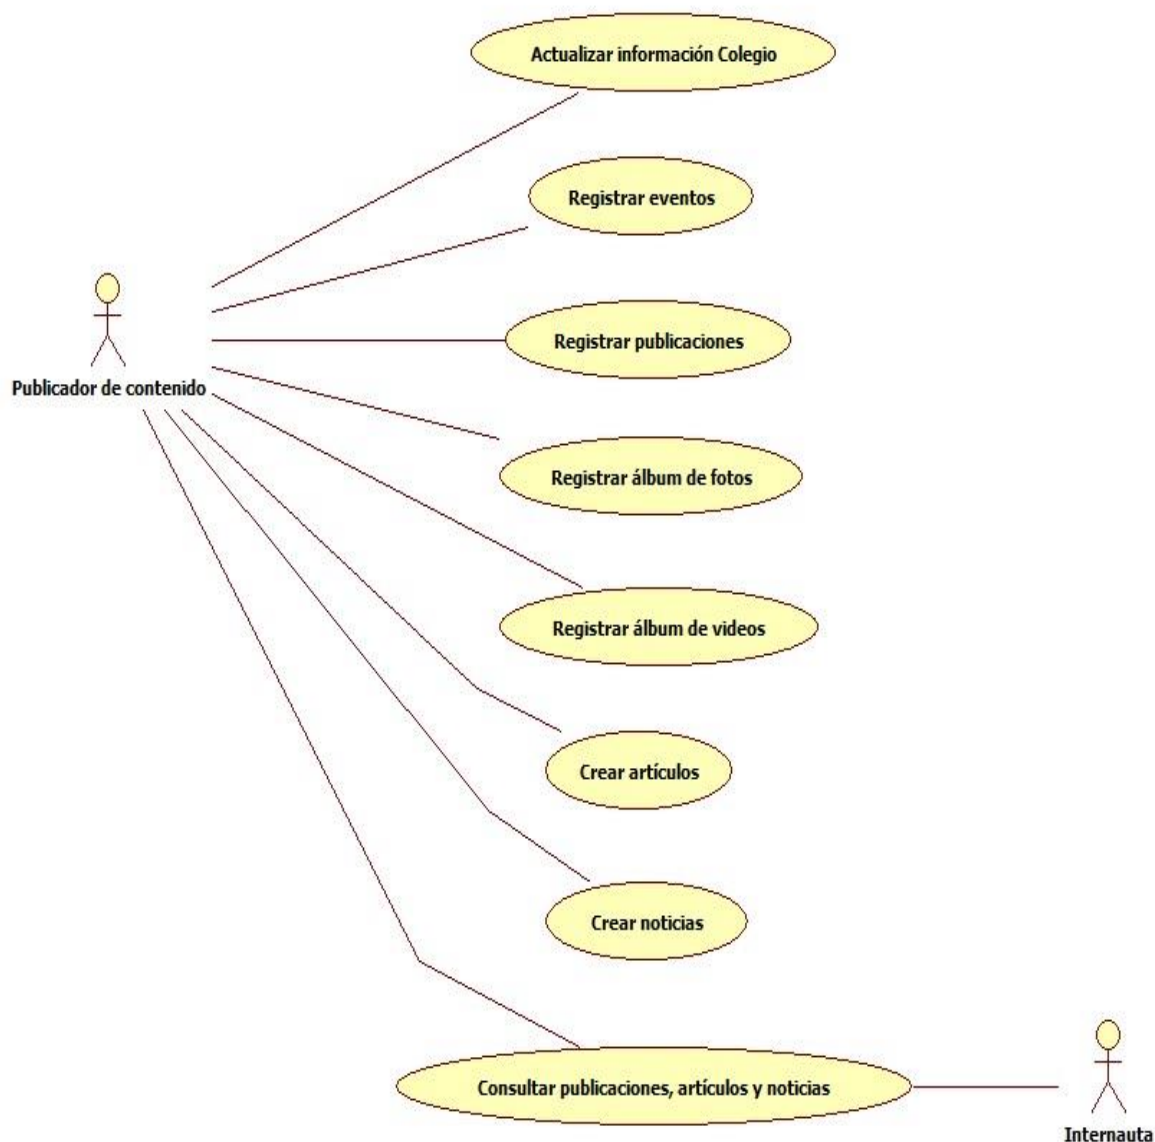 Actualizar información Colegio
Registrar eventos
Registrar publicaciones
Publicador de contenido
Registrar álbum de fotos
Registrar álbum de videos
Crear artículos
Crear noticias
Consultar publicaciones, artículos y noticias
Internauta